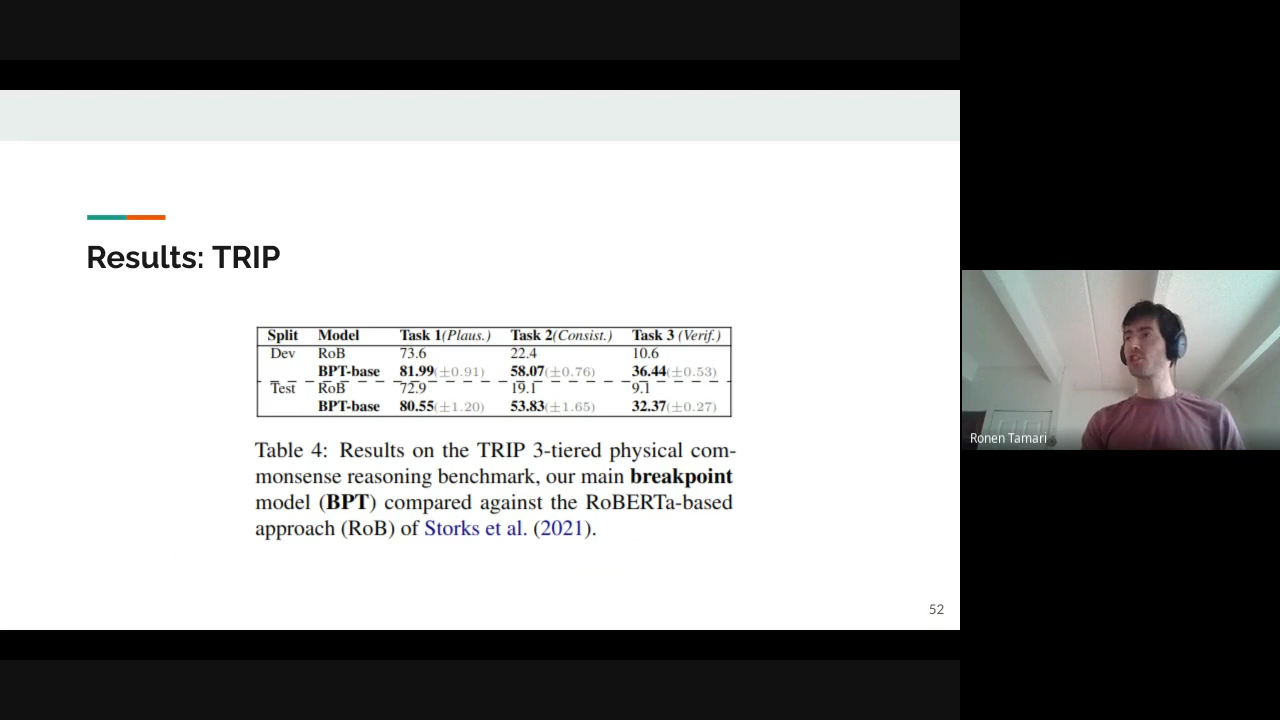 Results: TRIP
Split Model Task 1(Plaus.) Task 2(Consist.) Task 3 (Verif.)
Dev RoB 73.6 22.4 10.6
BPT-base 81.99(±0.91) 58.07(±0.76) 36.44(±0.53)
Test RoB 72.9 19.1 9.1
BPT-base 80.55(±1.20) 53.83(±1.65) 32.37(±0.27)
Table 4: Results on the TRIP 3-tiered physical com-
monsense reasoning benchmark, our main breakpoint
model (BPT) compared against the RoBERTa-based
approach (RoB) of Storks et al. (2021).
52
Ronen Tamari